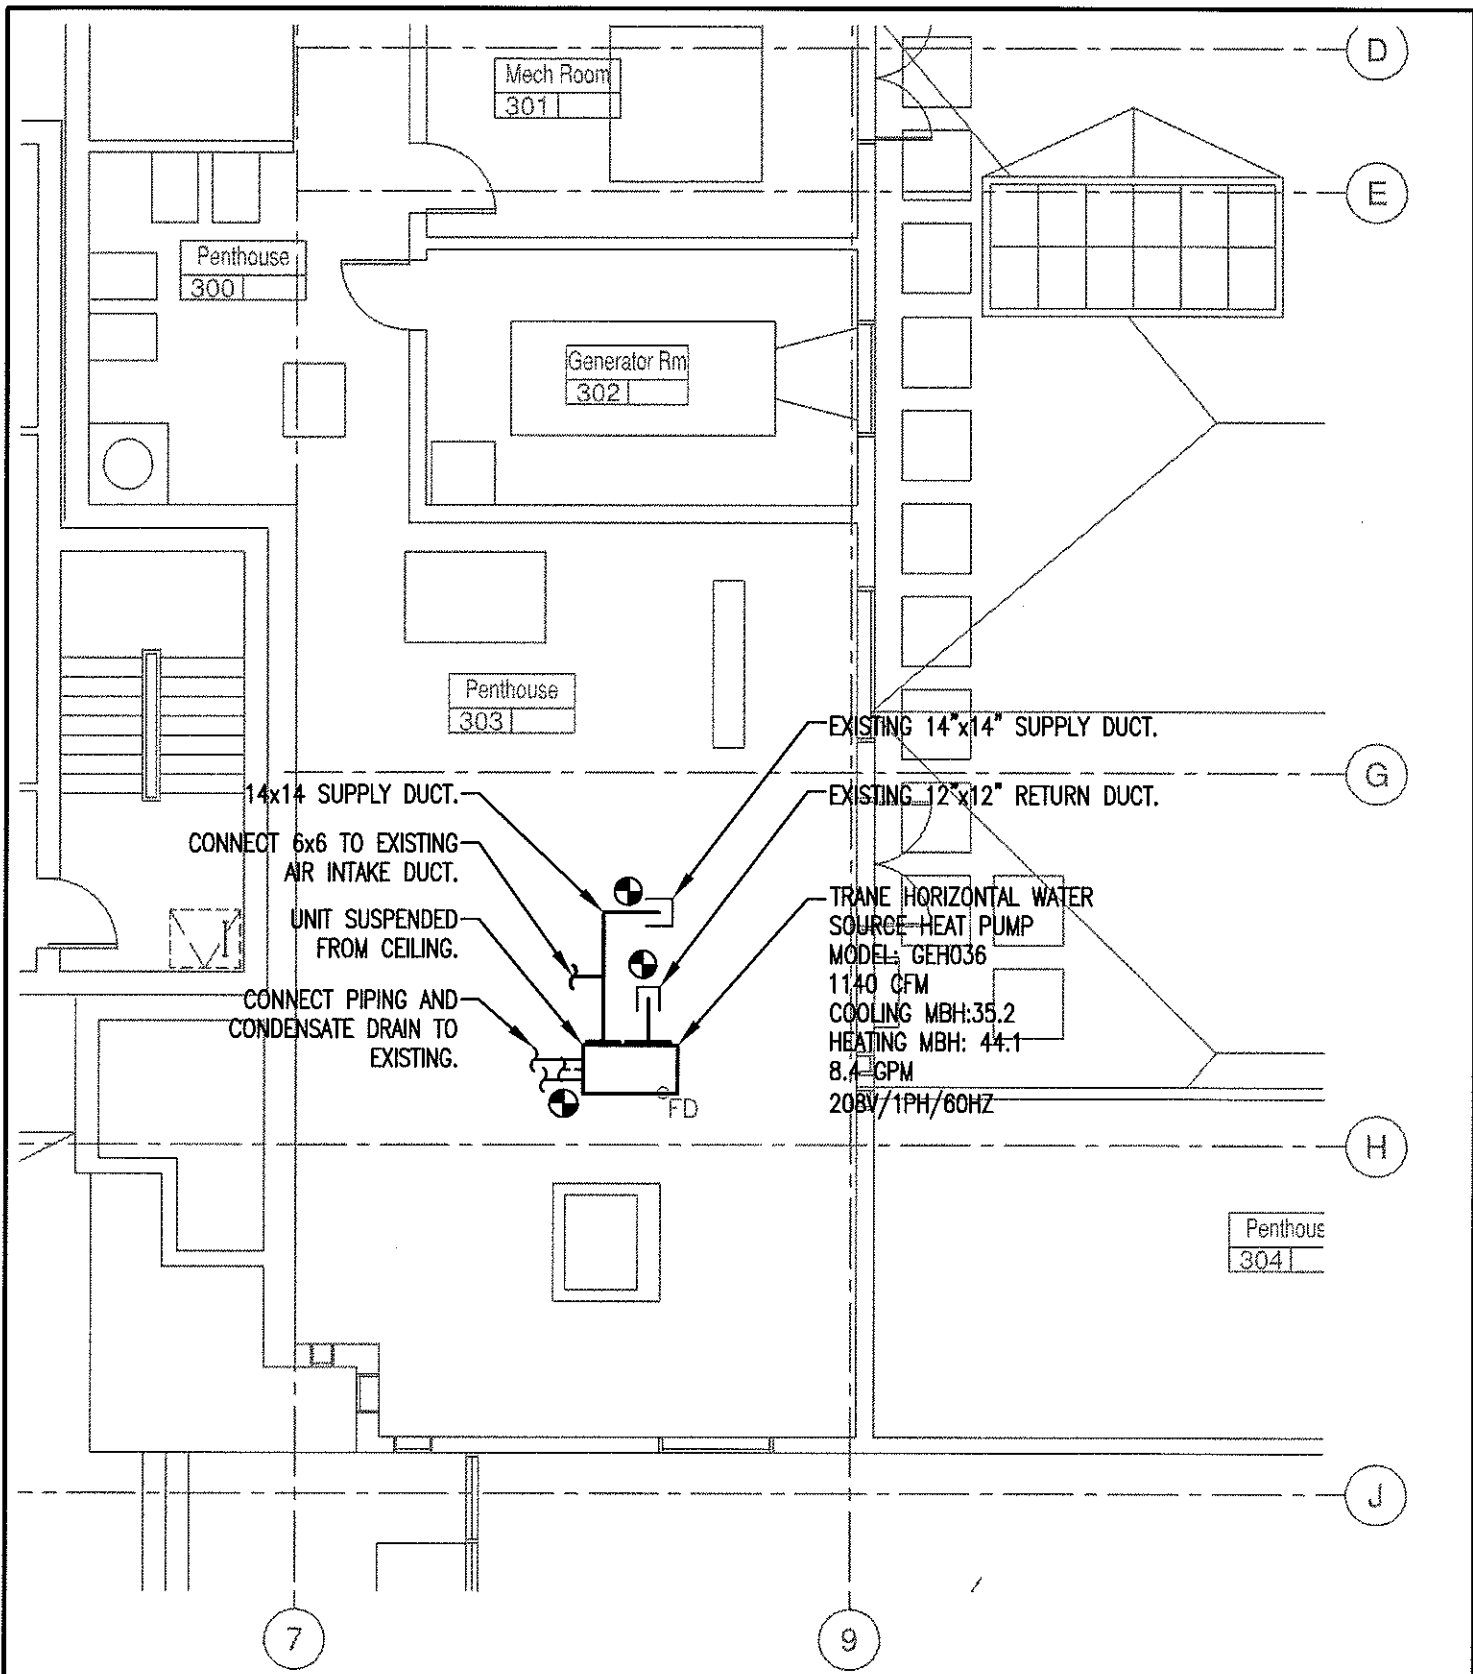 D
Mech Room
301
E
Penthouse
300
Generator Rm
302
Penthouse
303
EXISTING 14"x14" SUPPLY DUCT.
G
14x14 SUPPLY DUCT.
EXISTING 12"x12" RETURN DUCT.
CONNECT 6x6 TO EXISTING
AIR INTAKE DUCT.
UNIT SUSPENDED
FROM CEILING.
TRANE HORIZONTAL WATER
SOURCE HEAT PUMP
MODEL: GEH036
1140 CFM
COOLING MBH:35.2
HEATING MBH: 44.1
8.4 GPM
208V/1PH/60HZ
CONNECT PIPING AND
CONDENSATE DRAIN TO
EXISTING.
FD
H
Penthous
304
J
7
9